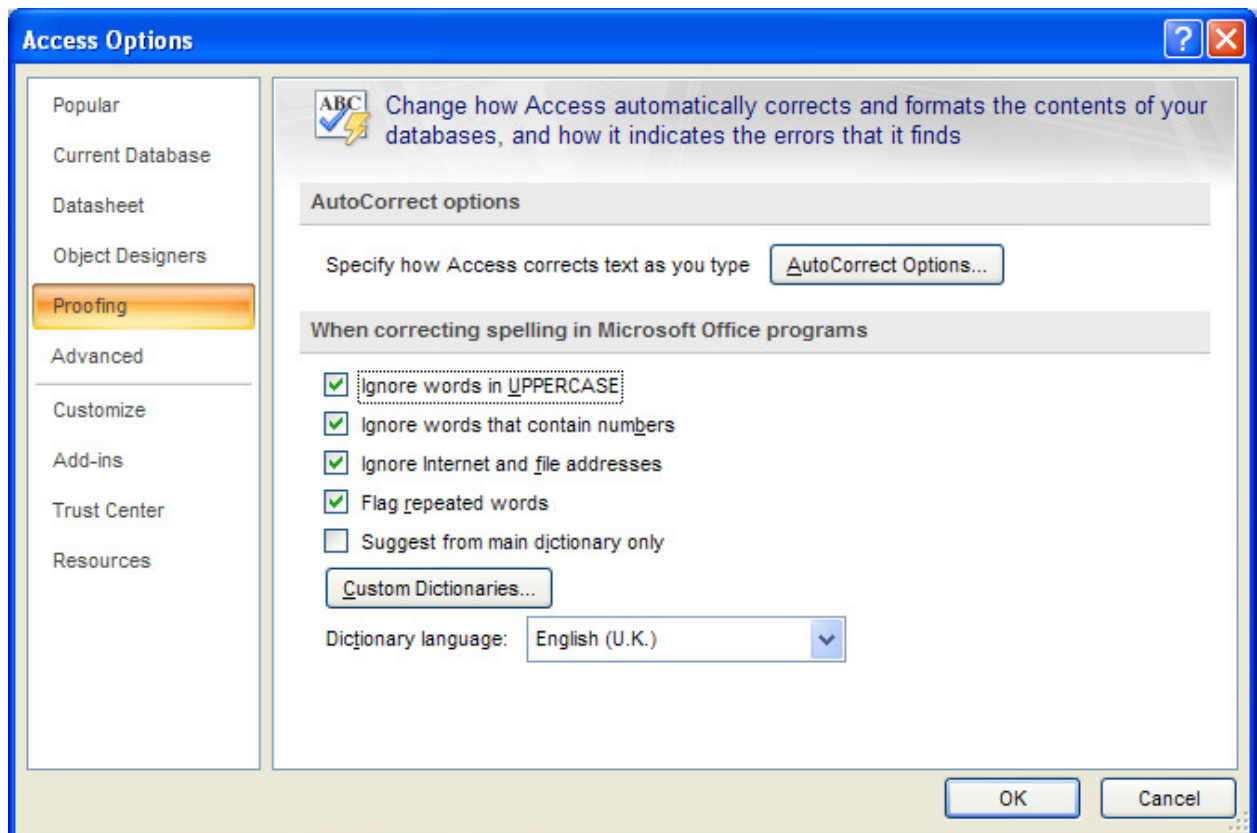 Access Options
?
Popular
Current Database
Datasheet
Object Designers
Proofing
Advanced
Customize
Add-ins
Trust Center
Resources
ABC
Change how Access automatically corrects and formats the contents of your
databases, and how it indicates the errors that it finds
AutoCorrect options
Specify how Access corrects text as you type AutoCorrect Options...
When correcting spelling in Microsoft Office programs
Ignore words in UPPERCASE
Ignore words that contain numbers
Ignore Internet and file addresses
Flag repeated words
Suggest from main dictionary only
Custom Dictionaries...
Dictionary language: English (U.K.)
OK Cancel